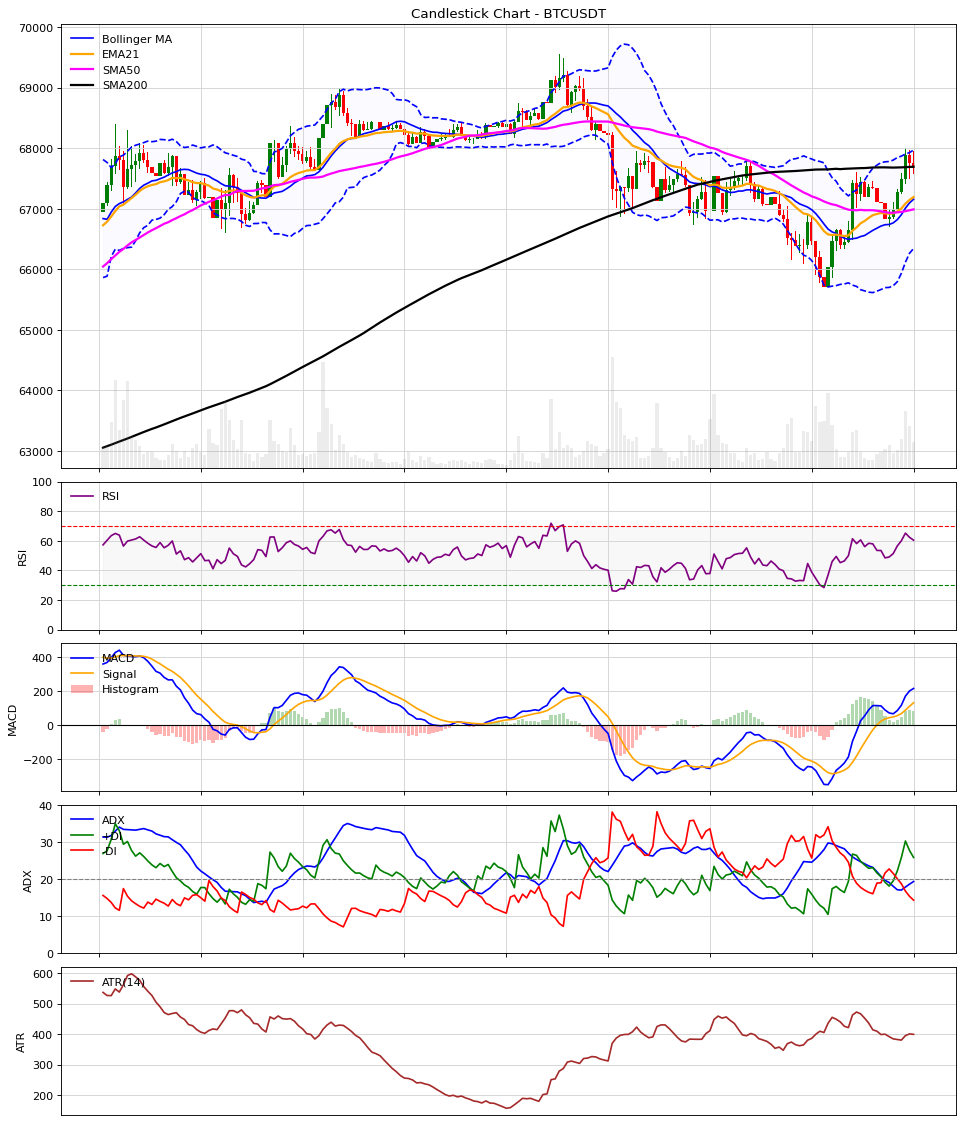 Candlestick Chart - BTCUSDT
70000
69000
68000
67000
66000
65000
64000
63000
Bollinger MA
EMA21
SMA50
SMA200
100
80
60
40
20
0
RSI
RSI
400
200
0
−200
MACD
MACD
Signal
Histogram
40
30
20
10
0
ADX
ADX
+DI
-DI
600
500
400
300
200
ATR
ATR(14)